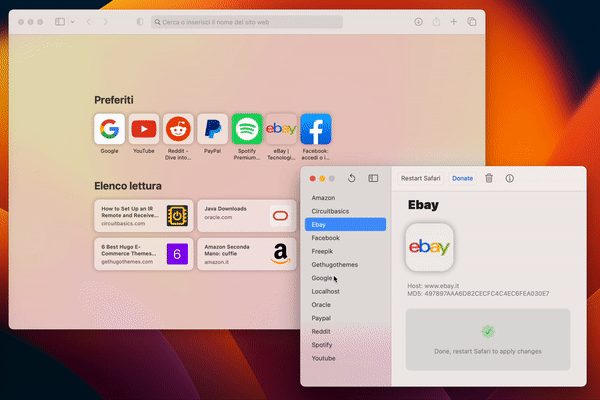 Cerca o inserisci il nome del sito web
Preferiti
G
ebay
f
Google
YouTube
Reddit -
Dive into...
PayPal
Spotify
Premium...
eBay |
Tecnologi...
Facebook:
accedi o i...
Elenco lettura
How to Set Up an IR
Remote and Receive...
circuitbasics.com
Java Downloads
oracle.com
6 Best Hugo E-
Commerce Themes...
gethugothemes.com
6
Amazon Seconda
Mano: cuffie
amazon.it
a
Restart Safari
Donate
Amazon
Circuitbasics
Ebay
Facebook
Freepik
Gethugothemes
Google
Localhost
Oracle
Paypal
Reddit
Spotify
Youtube
Ebay
ebay
Host: www.ebay.it
MD5: 497897AAA6D82CECFC4C4EC6FEA030E7
Done, restart Safari to apply changes